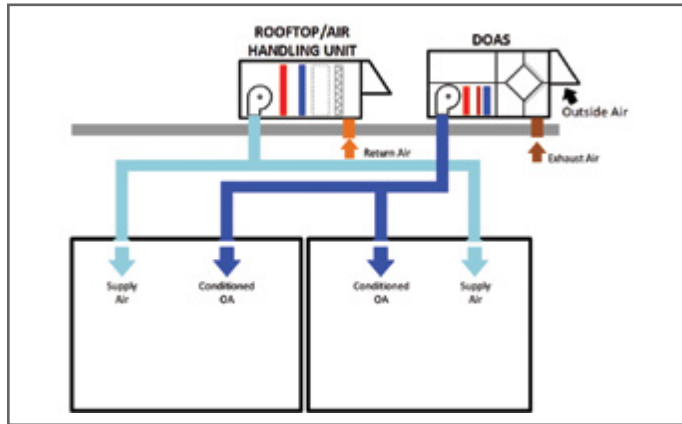 ROOFTOP/AIR
HANDLING UNIT
DOAS
Outside Air
Return Air
Exhaust Air
Supply
Air
Conditioned
OA
Conditioned
OA
Supply
Air